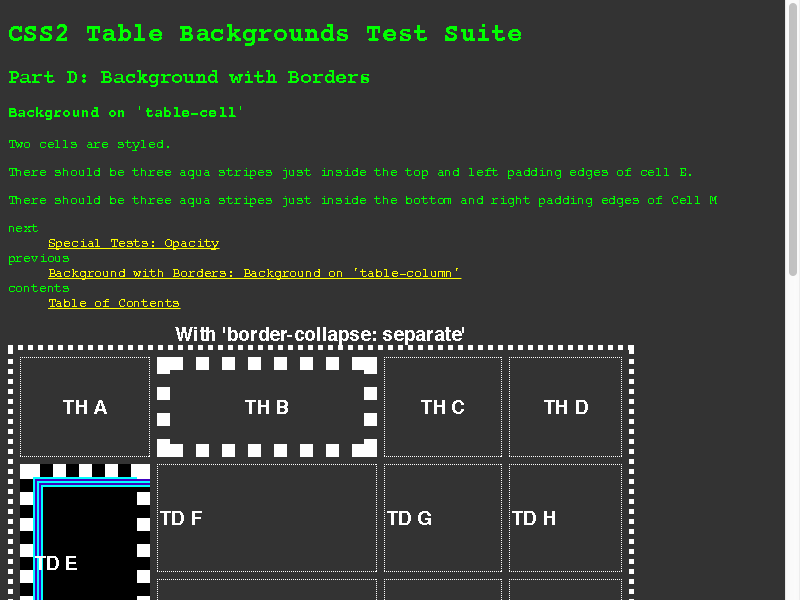 CSS2 Table Backgrounds Test Suite
Part D: Background with Borders
Background on 'table-cell'
Two cells are styled.
There should be three aqua stripes just inside the top and left padding edges of cell E.
There should be three aqua stripes just inside the bottom and right padding edges of Cell M
next
Special Tests: Opacity
previous
Background with Borders: Background on 'table-column'
contents
Table of Contents
With 'border-collapse: separate'
TH A TH B TH C TH D
TD F TD G TD H
TD E